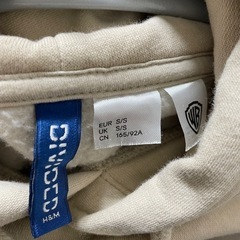 DIVIDED
H&M
EUR S/S
UK S/S
CN 165/92A
WB